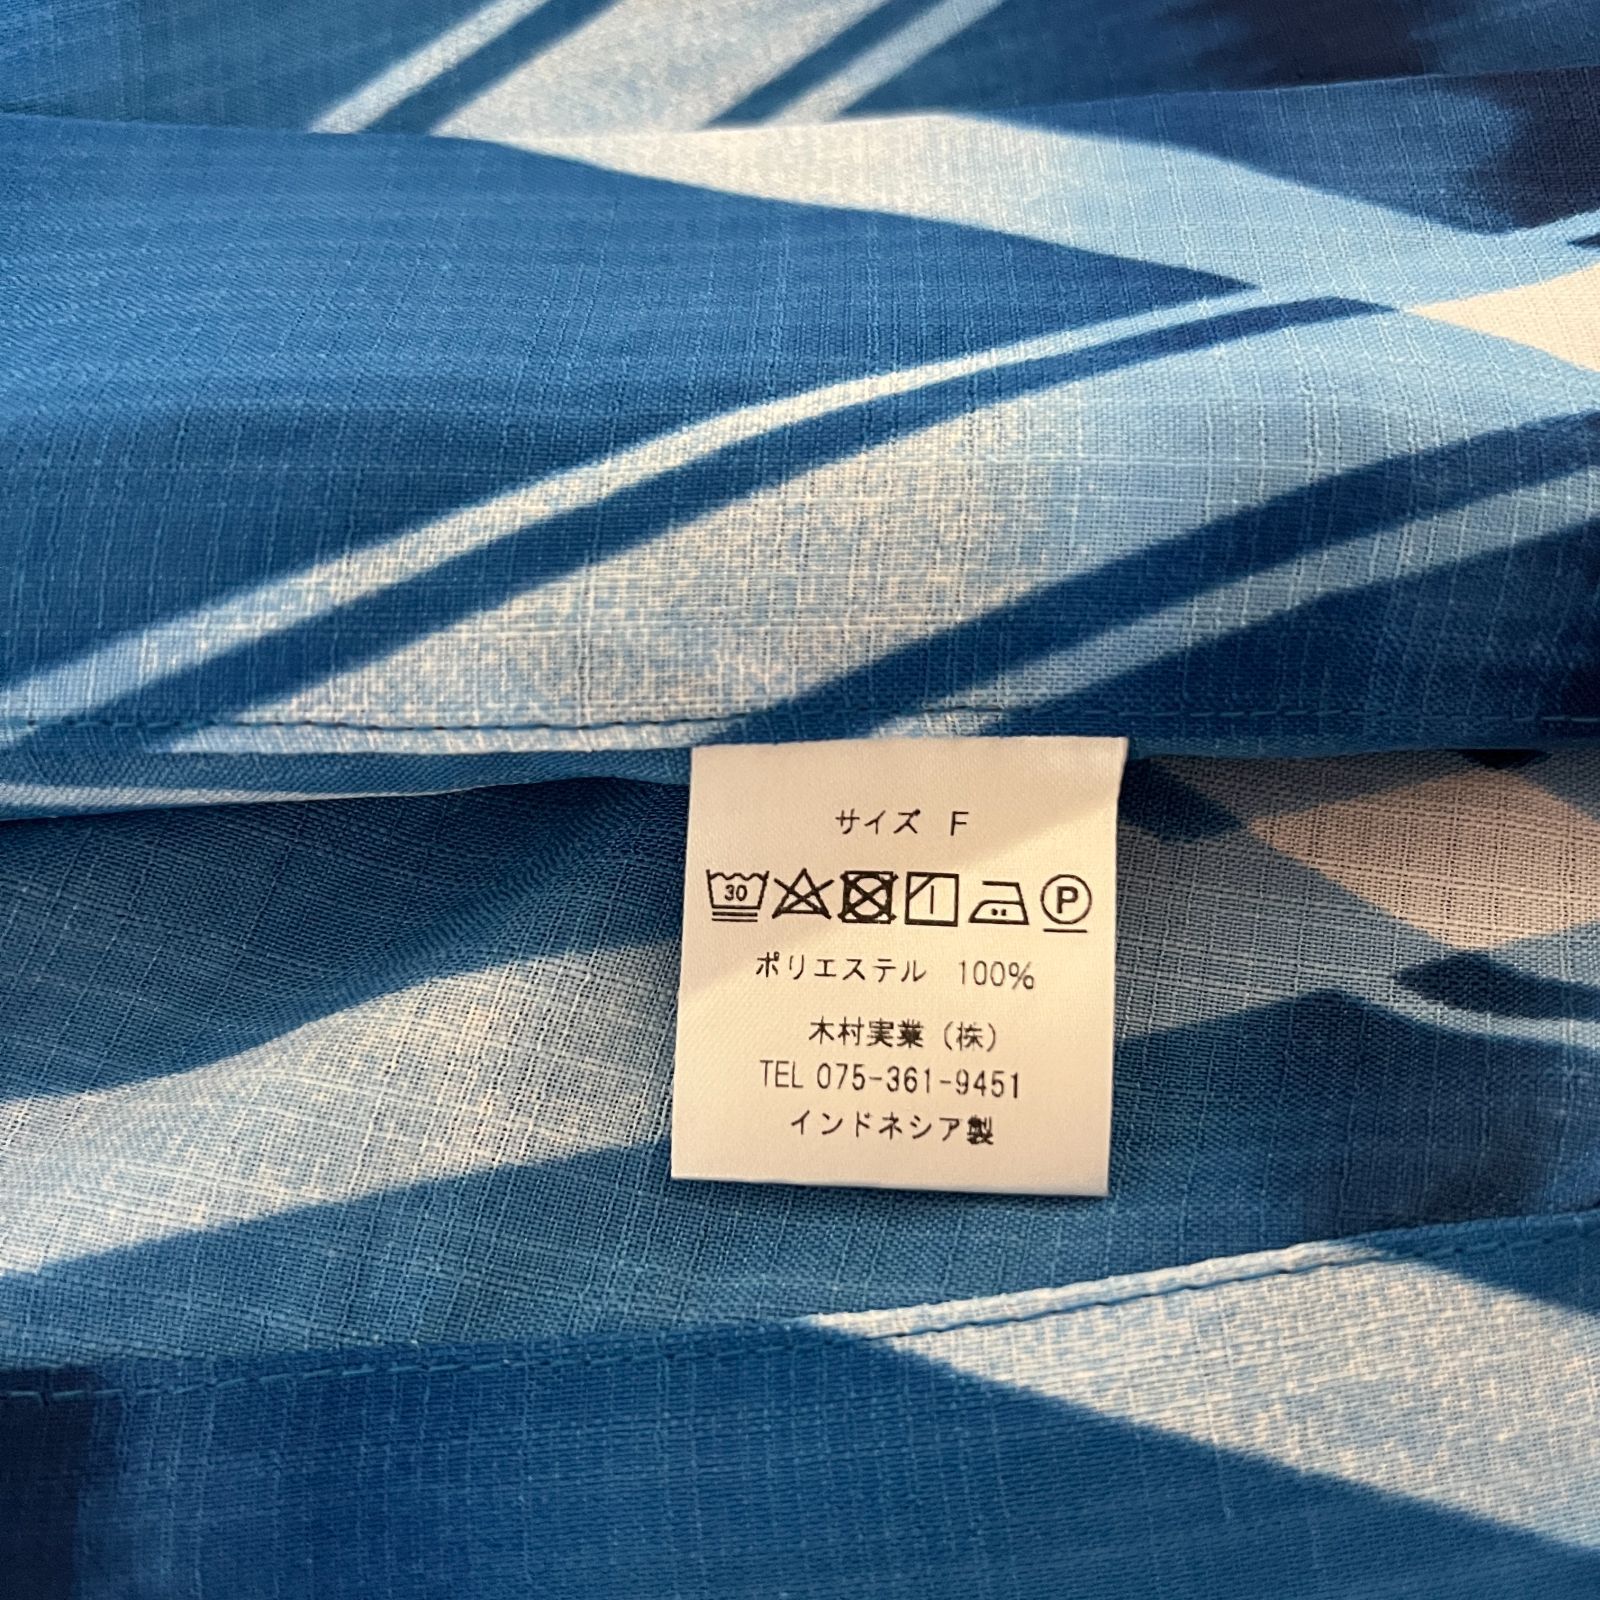 サイズ F
30
P
ポリエステル 100%
木村実業(株)
TEL 075-361-9451
インドネシア製